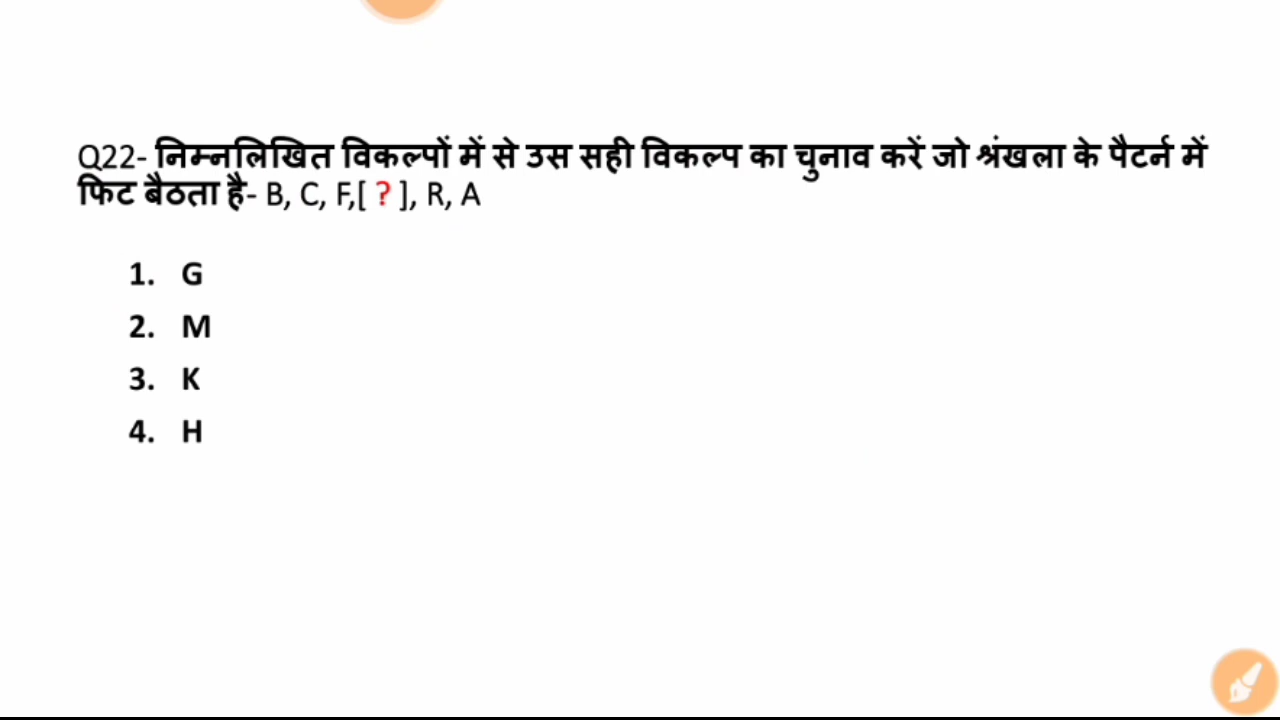 Q22- निम्नलिखित विकल्पों में से उस सही विकल्प का चुनाव करें जो श्रंखला के पैटर्न में
फिट बैठता है- B, C, F,[ ? ], R, A
1. G
2. M
3. K
4. H